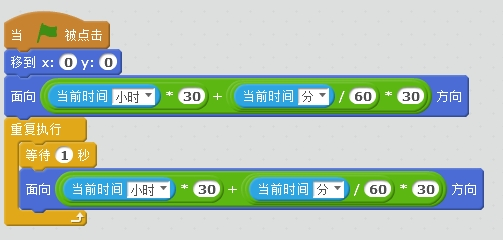 当 被点击
移到 x: 0 y: 0
面向 当前时间 小时 * 30 + 当前时间 分 / 60 * 30 方向
重复执行
等待 1 秒
面向 当前时间 小时 * 30 + 当前时间 分 / 60 * 30 方向